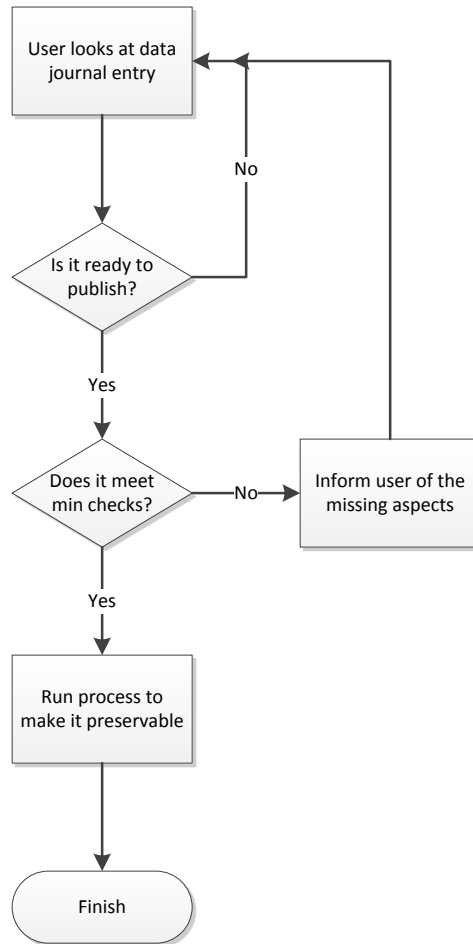 User looks at data
journal entry
No
Is it ready to
publish?
Yes
Does it meet
min checks?
No
Inform user of the
missing aspects
Yes
Run process to
make it preservable
Finish